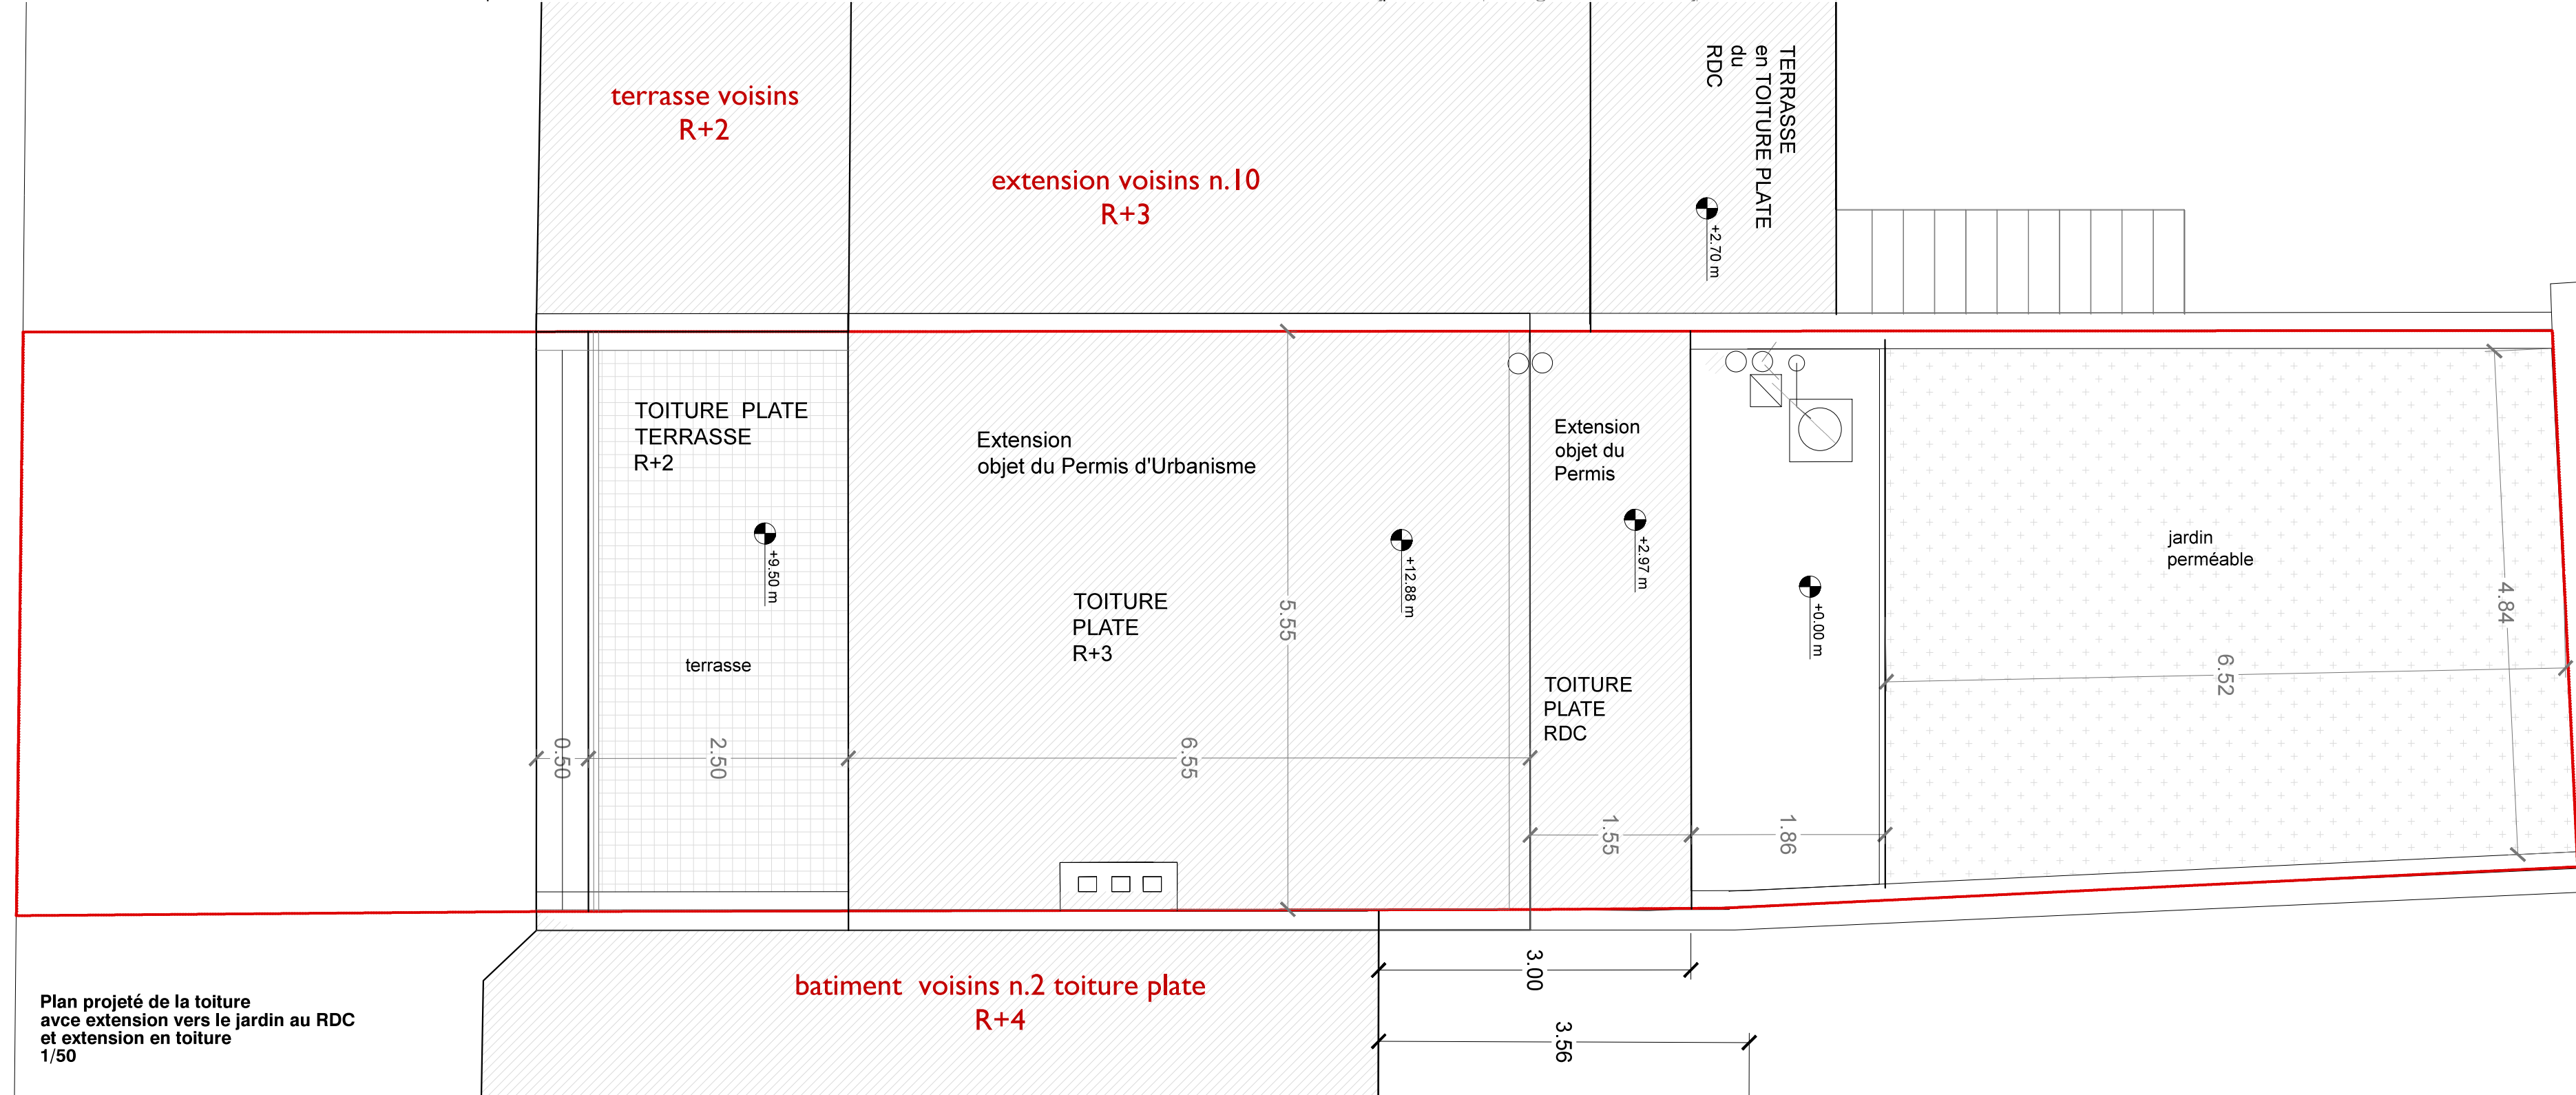 terrasse voisins
R+2
extension voisins n.10
R+3
TERRASSE
en TOITURE PLATE
du
RDC
+2.70 m
TOITURE PLATE
TERRASSE
R+2
+9.50 m
terrasse
Extension
objet du Permis d'Urbanisme
TOITURE
PLATE
R+3
5.55
+12.88 m
Extension
objet du
Permis
+2.97 m
TOITURE
PLATE
RDC
+0.00 m
jardin
perméable
4.84
6.52
0.50
2.50
6.55
1.55
1.86
3.00
3.56
batiment voisins n.2 toiture plate
R+4
Plan projeté de la toiture
avce extension vers le jardin au RDC
et extension en toiture
1/50